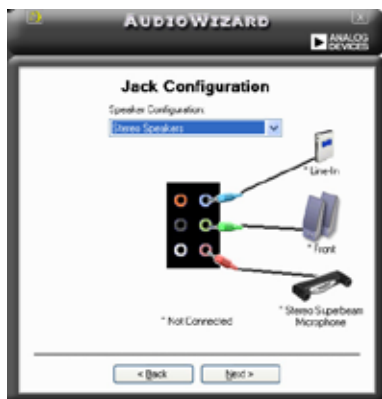 AUDIOWIZARD
ANALOG
DEVICES
Jack Configuration
Speaker Configuration:
Stereo Speakers
* Line-In
* Front
* Not Connected
* Stereo Superbeam
Microphone
< Back
Next >